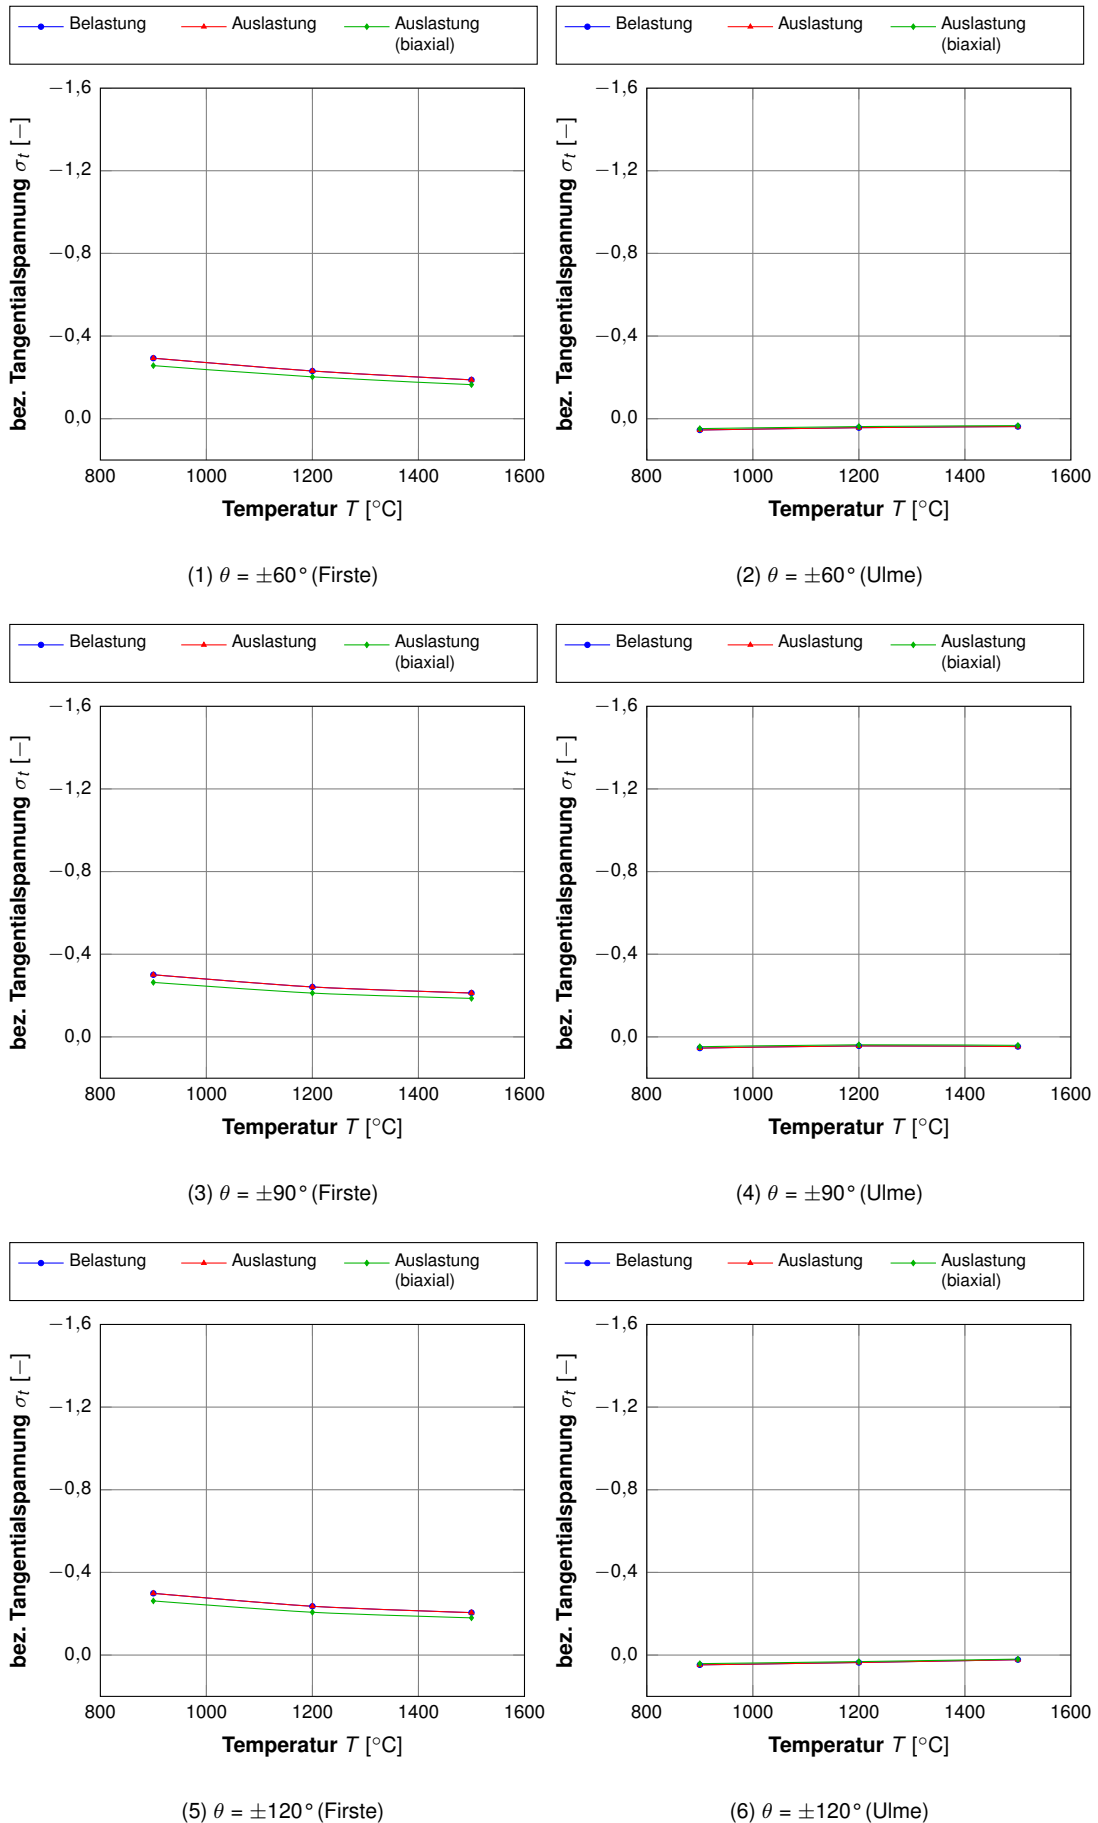 Belastung Auslastung Auslastung (biaxial)
bez. Tangentialspannung σt [−]
−1,6
−1,2
−0,8
−0,4
0,0
800 1000 1200 1400 1600
Temperatur T [°C]
(1) θ = ±60° (Firste)
Belastung Auslastung Auslastung (biaxial)
bez. Tangentialspannung σt [−]
−1,6
−1,2
−0,8
−0,4
0,0
800 1000 1200 1400 1600
Temperatur T [°C]
(2) θ = ±60° (Ulme)
Belastung Auslastung Auslastung (biaxial)
bez. Tangentialspannung σt [−]
−1,6
−1,2
−0,8
−0,4
0,0
800 1000 1200 1400 1600
Temperatur T [°C]
(3) θ = ±90° (Firste)
Belastung Auslastung Auslastung (biaxial)
bez. Tangentialspannung σt [−]
−1,6
−1,2
−0,8
−0,4
0,0
800 1000 1200 1400 1600
Temperatur T [°C]
(4) θ = ±90° (Ulme)
Belastung Auslastung Auslastung (biaxial)
bez. Tangentialspannung σt [−]
−1,6
−1,2
−0,8
−0,4
0,0
800 1000 1200 1400 1600
Temperatur T [°C]
(5) θ = ±120° (Firste)
Belastung Auslastung Auslastung (biaxial)
bez. Tangentialspannung σt [−]
−1,6
−1,2
−0,8
−0,4
0,0
800 1000 1200 1400 1600
Temperatur T [°C]
(6) θ = ±120° (Ulme)